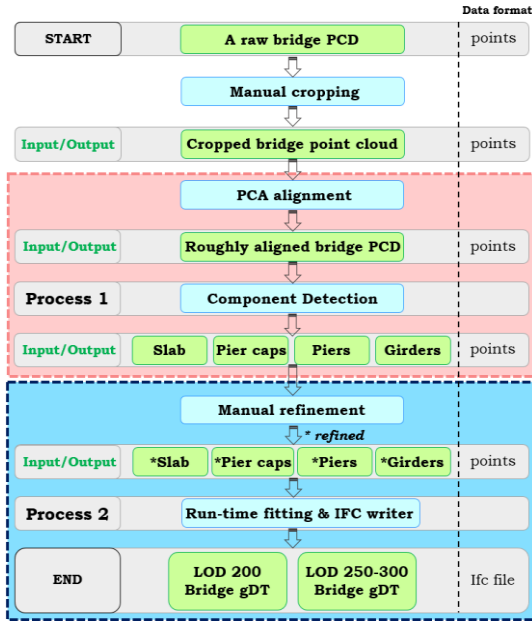 Data format
START
A raw bridge PCD
points
Manual cropping
Input/Output
Cropped bridge point cloud
points
PCA alignment
Input/Output
Roughly aligned bridge PCD
points
Process 1
Component Detection
Input/Output
Slab
Pier caps
Piers
Girders
points
Manual refinement
* refined
Input/Output
*Slab
*Pier caps
*Piers
*Girders
points
Process 2
Run-time fitting & IFC writer
END
LOD 200
Bridge gDT
LOD 250-300
Bridge gDT
Ifc file